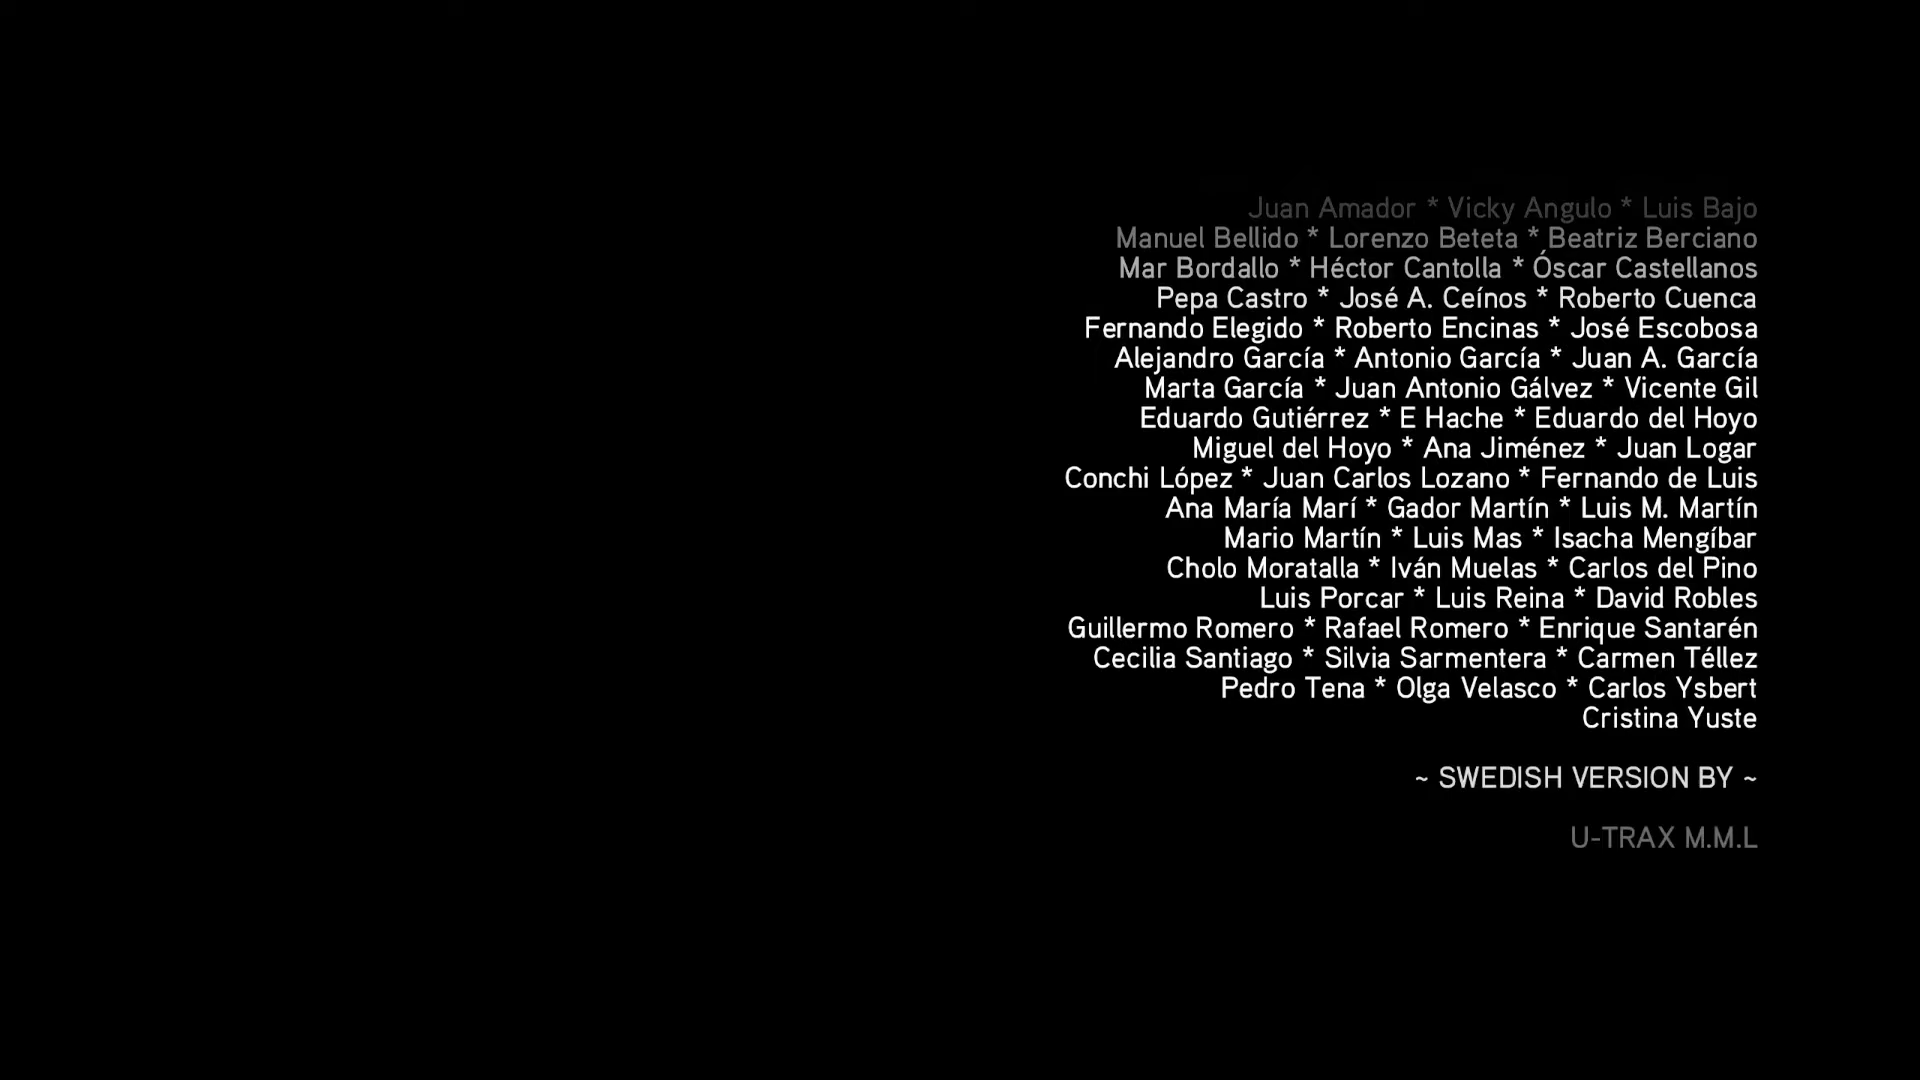 Juan Amador * Vicky Angulo * Luis Bajo
Manuel Bellido * Lorenzo Beteta * Beatriz Berciano
Mar Bordallo * Héctor Cantolla * Óscar Castellanos
Pepa Castro * José A. Ceínos * Roberto Cuenca
Fernando Elegido * Roberto Encinas * José Escobosa
Alejandro García * Antonio García * Juan A. García
Marta García * Juan Antonio Gálvez * Vicente Gil
Eduardo Gutiérrez * E Hache * Eduardo del Hoyo
Miguel del Hoyo * Ana Jiménez * Juan Logar
Conchi López * Juan Carlos Lozano * Fernando de Luis
Ana María Marí * Gador Martín * Luis M. Martín
Mario Martín * Luis Mas * Isacha Mengíbar
Cholo Moratalla * Iván Muelas * Carlos del Pino
Luis Porcar * Luis Reina * David Robles
Guillermo Romero * Rafael Romero * Enrique Santarén
Cecilia Santiago * Silvia Sarmentera * Carmen Téllez
Pedro Tena * Olga Velasco * Carlos Ysbert
Cristina Yuste
~ SWEDISH VERSION BY ~
U-TRAX M.M.L